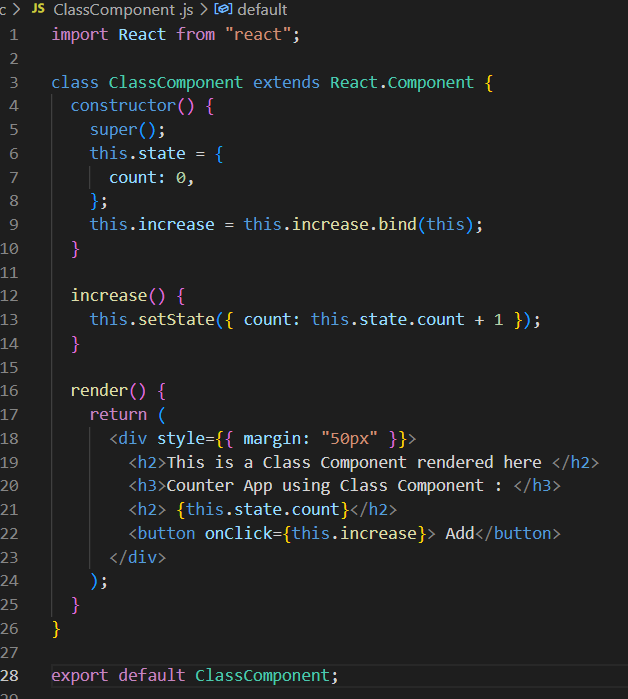 c > JS ClassComponent .js > default
1 import React from "react";
2
3 class ClassComponent extends React.Component {
4   constructor() {
5     super();
6     this.state = {
7       count: 0,
8     };
9     this.increase = this.increase.bind(this);
10   }
11
12   increase() {
13     this.setState({ count: this.state.count + 1 });
14   }
15
16   render() {
17     return (
18       <div style={{ margin: "50px" }}>
19         <h2>This is a Class Component rendered here </h2>
20         <h3>Counter App using Class Component : </h3>
21         <h2> {this.state.count}</h2>
22         <button onClick={this.increase}> Add</button>
23       </div>
24     );
25   }
26 }
27
28 export default ClassComponent;
29